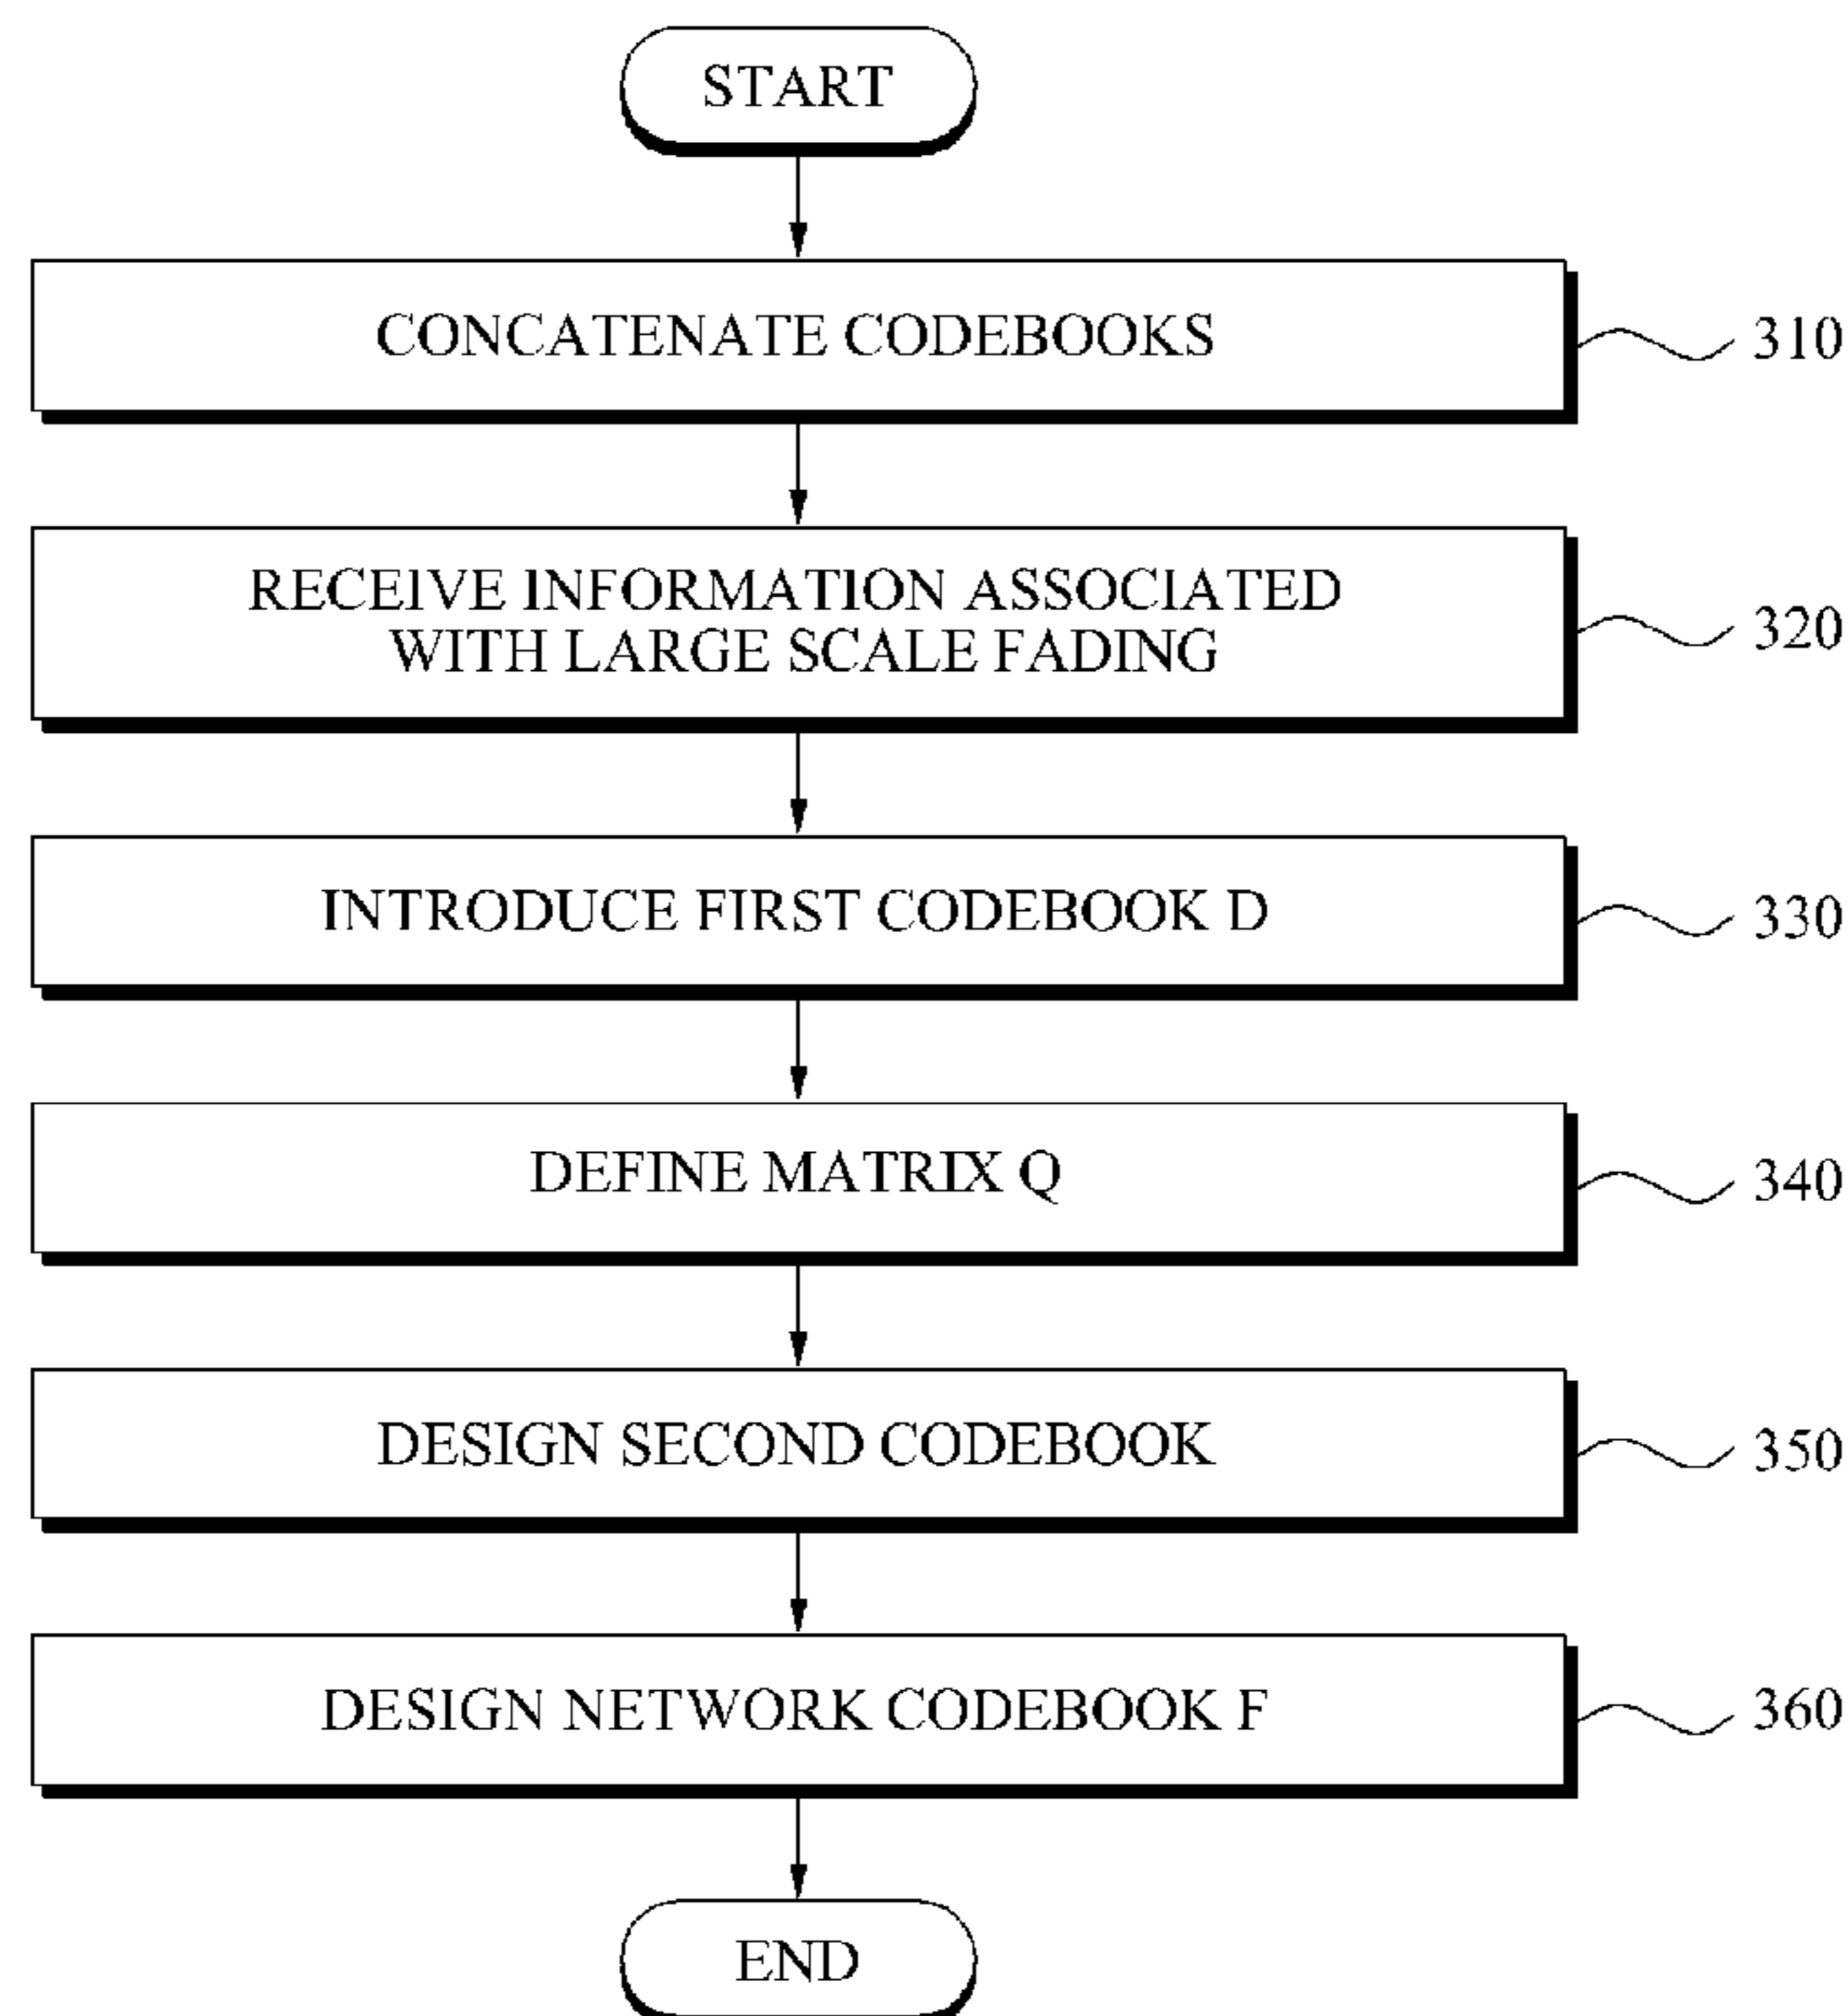 START
CONCATENATE CODEBOOKS
310
RECEIVE INFORMATION ASSOCIATED
WITH LARGE SCALE FADING
320
INTRODUCE FIRST CODEBOOK D
330
DEFINE MATRIX Q
340
DESIGN SECOND CODEBOOK
350
DESIGN NETWORK CODEBOOK F
360
END